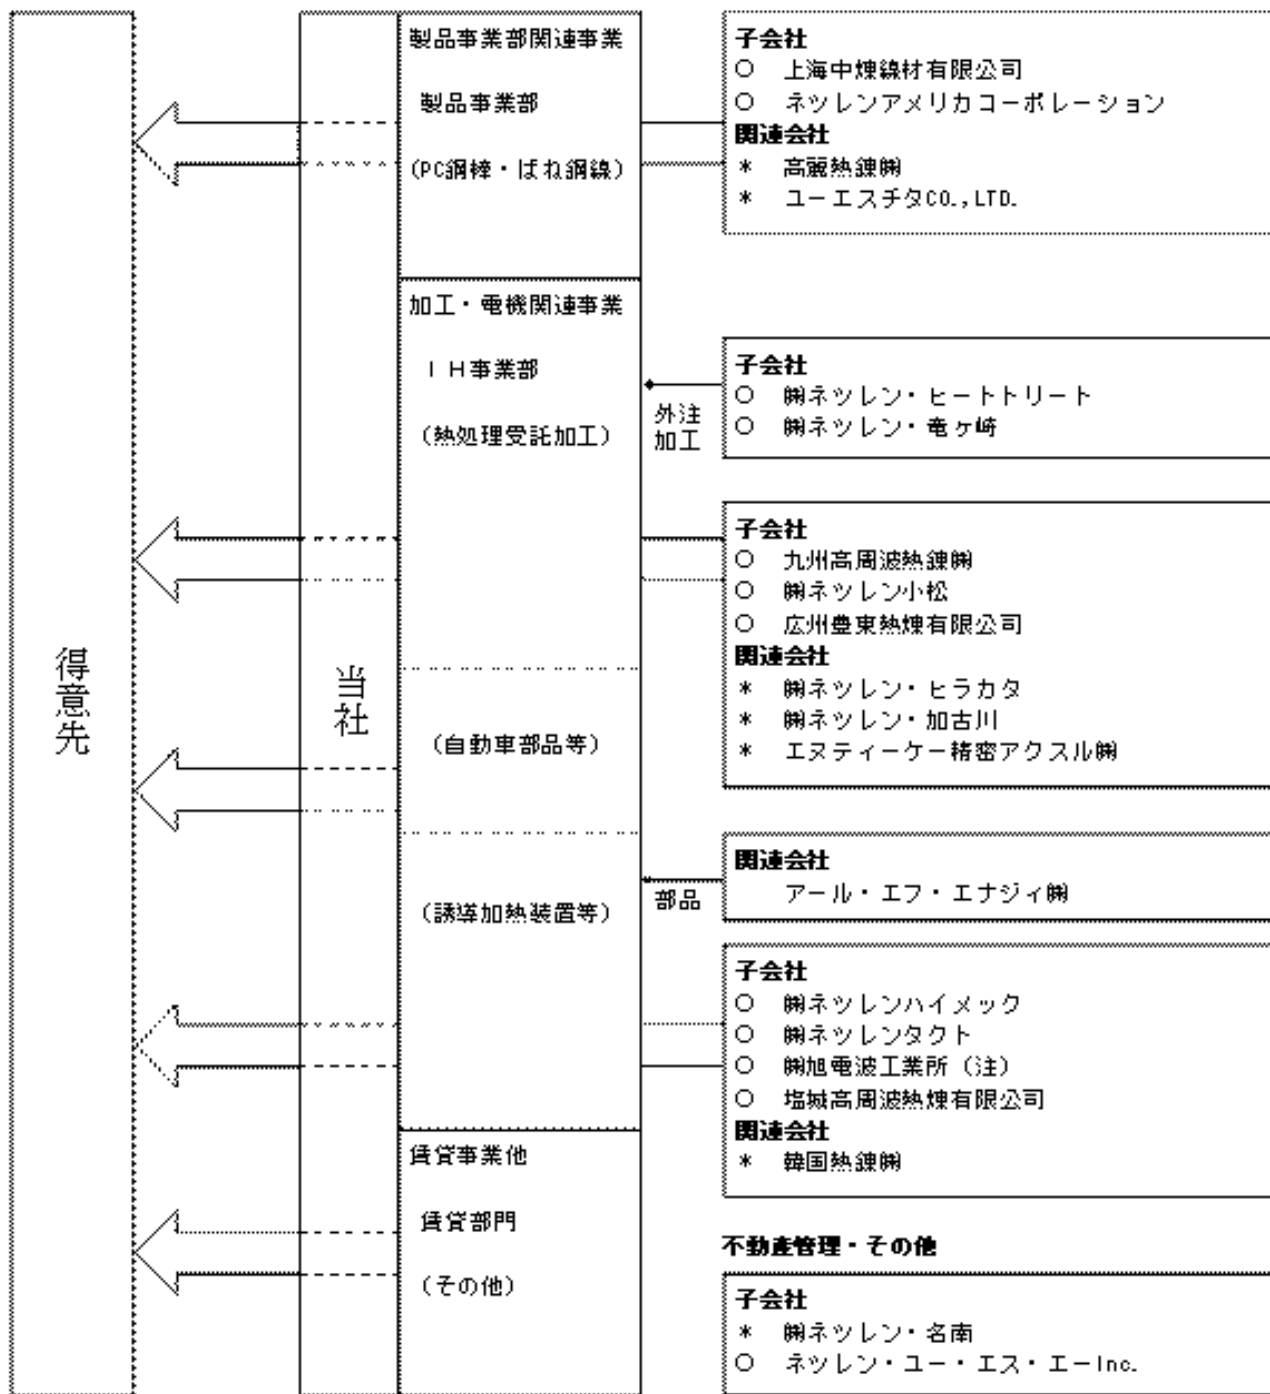 得意先
当社
製品事業部関連事業
製品事業部
(PC鋼棒・ばね鋼線)
加工・電機関連事業
IH事業部
(熱処理受託加工)
(自動車部品等)
(誘導加熱装置等)
賃貸事業他
賃貸部門
(その他)
外注
加工
部品
子会社
○ 上海中煉線材有限公司
○ ネツレンアメリカコーポレーション
関連会社
* 高麗熱錬㈱
* ユーエスチタCO.,LTD.
子会社
○ ㈱ネツレン・ヒートトリート
○ ㈱ネツレン・竜ヶ崎
子会社
○ 九州高周波熱錬㈱
○ ㈱ネツレン小松
○ 広州豊東熱煉有限公司
関連会社
* ㈱ネツレン・ヒラカタ
* ㈱ネツレン・加古川
* エヌティーケー精密アクスル㈱
関連会社
アール・エフ・エナジィ㈱
子会社
○ ㈱ネツレンハイメック
○ ㈱ネツレンタクト
○ ㈱旭電波工業所(注)
○ 塩城高周波熱煉有限公司
関連会社
* 韓国熱錬㈱
不動産管理・その他
子会社
* ㈱ネツレン・名南
○ ネツレン・ユー・エス・エーInc.